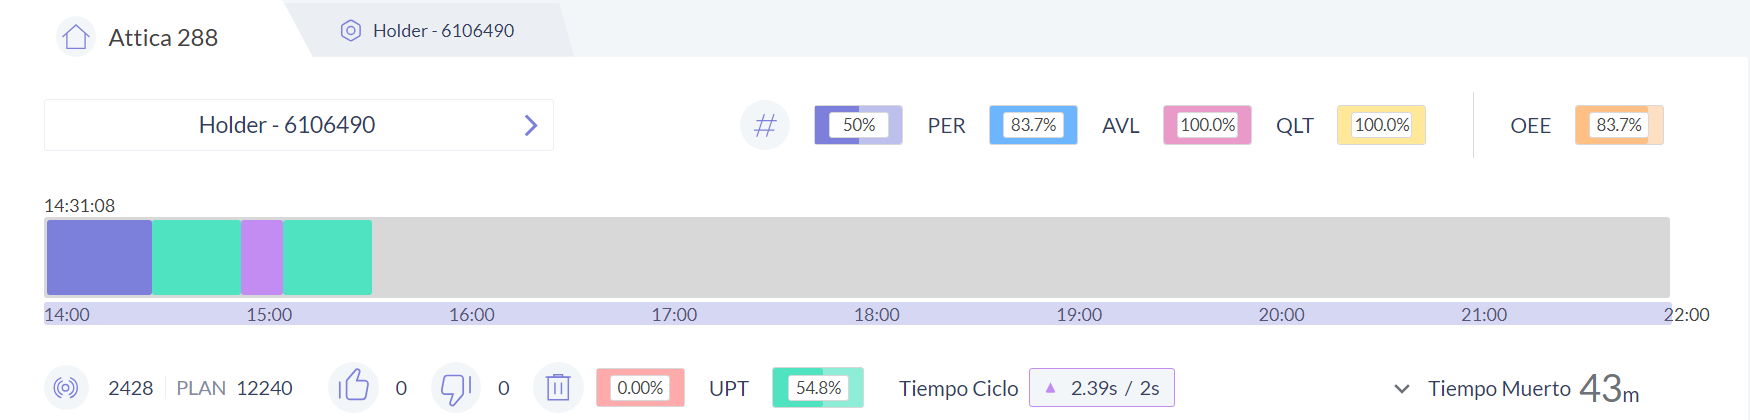 Attica 288
Holder - 6106490
Holder - 6106490
# 50% PER 83.7% AVL 100.0% QLT 100.0% OEE 83.7%
14:31:08
14:00 15:00 16:00 17:00 18:00 19:00 20:00 21:00 22:00
2428 PLAN 12240 0 0 0.00% UPT 54.8% Tiempo Ciclo 2.39s / 2s Tiempo Muerto 43m